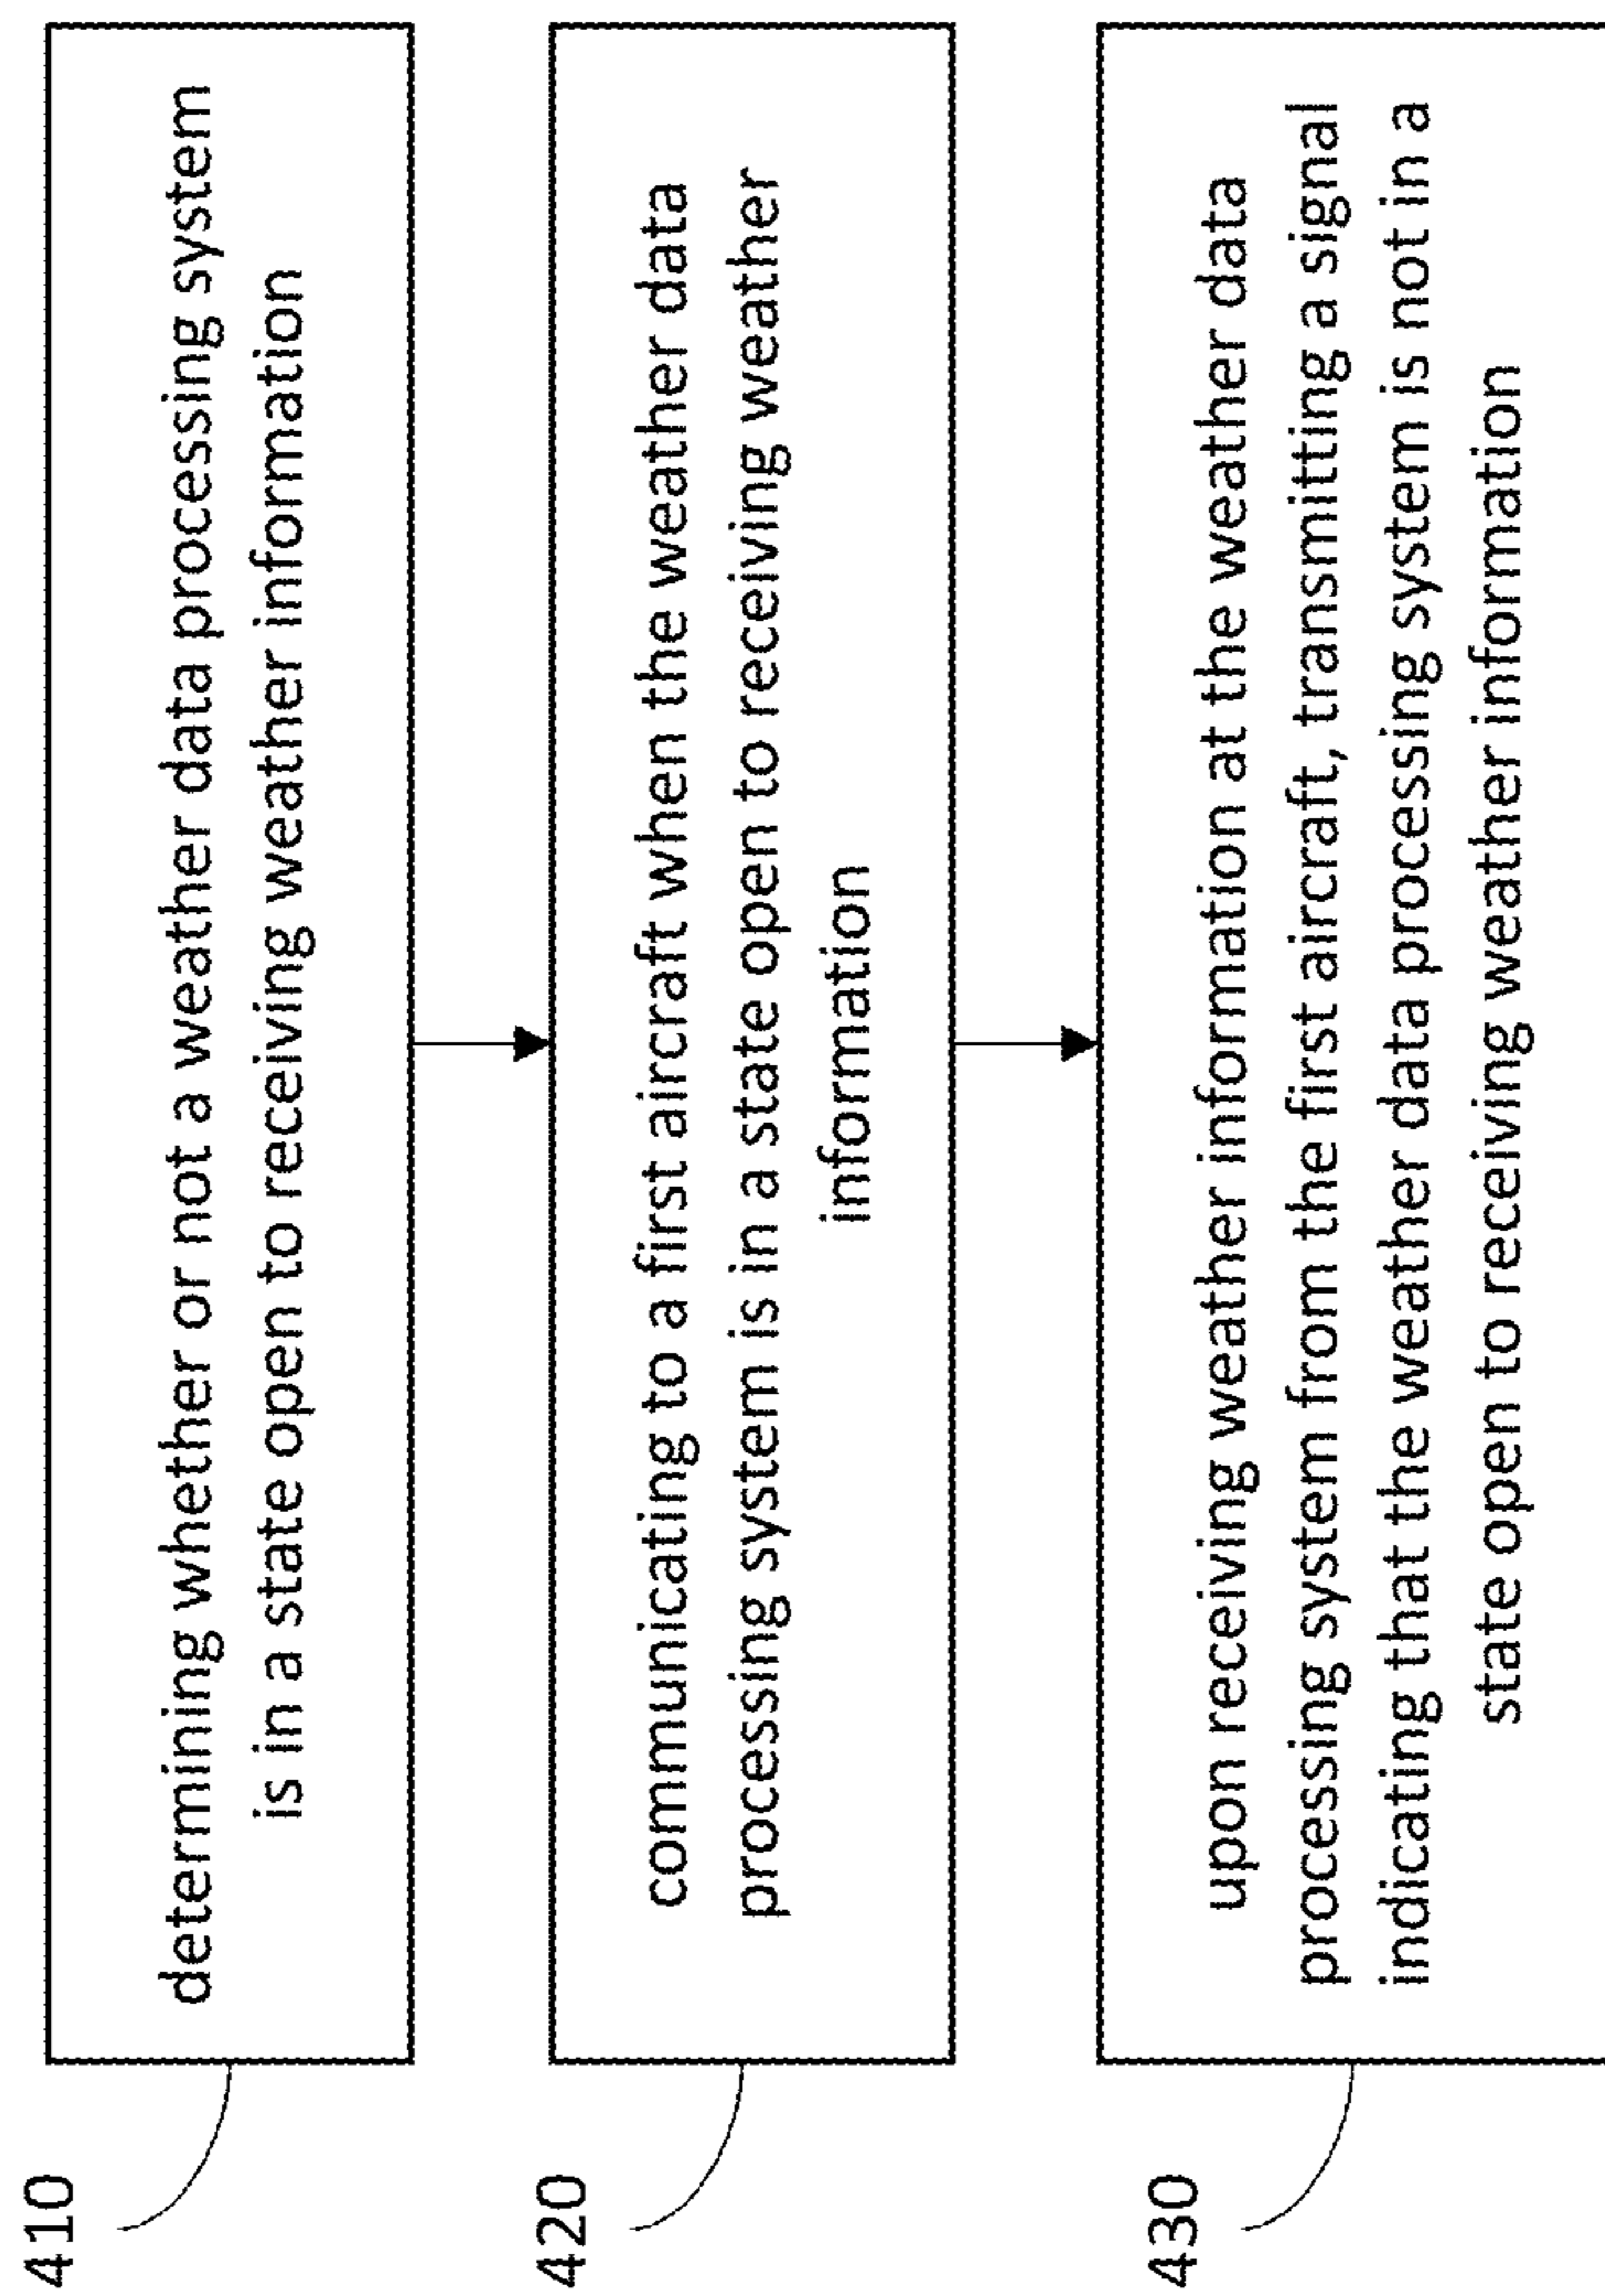 410
determining whether or not a weather data processing system
is in a state open to receiving weather information
420
communicating to a first aircraft when the weather data
processing system is in a state open to receiving weather
information
430
upon receiving weather information at the weather data
processing system from the first aircraft, transmitting a signal
indicating that the weather data processing system is not in a
state open to receiving weather information